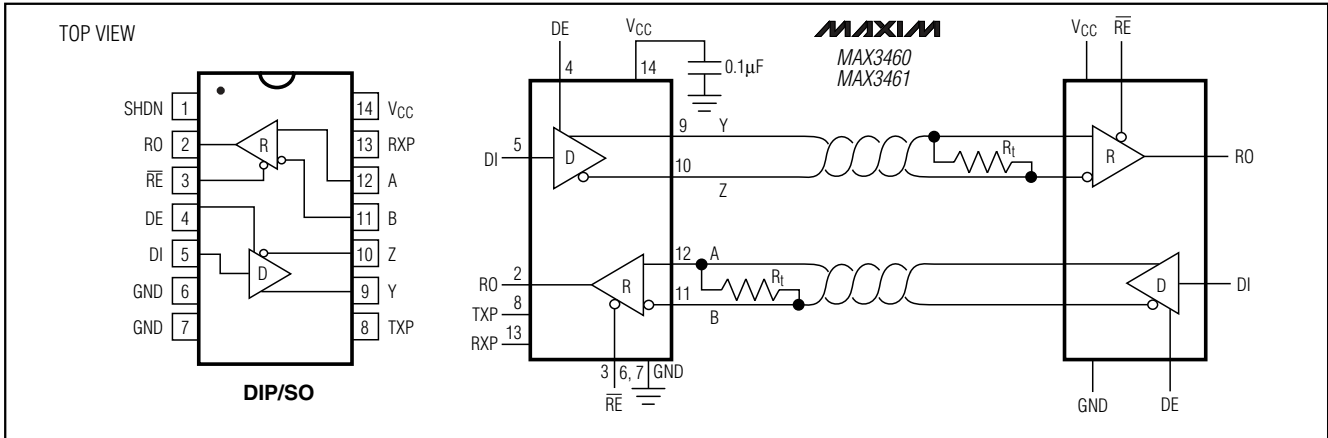 TOP VIEW
SHDN 1
RO 2
RE 3
DE 4
DI 5
GND 6
GND 7
14 VCC
13 RXP
12 A
11 B
10 Z
9 Y
8 TXP
R
D
DIP/SO
MAXIM
MAX3460
MAX3461
DE
4
VCC
14
0.1µF
5
DI
D
9 Y
10
Z
Rt
VCC
RE
R
RO
RO 2
TXP 8
RXP 13
R
12 A
11
B
Rt
3
RE
6, 7
GND
D
DI
GND
DE